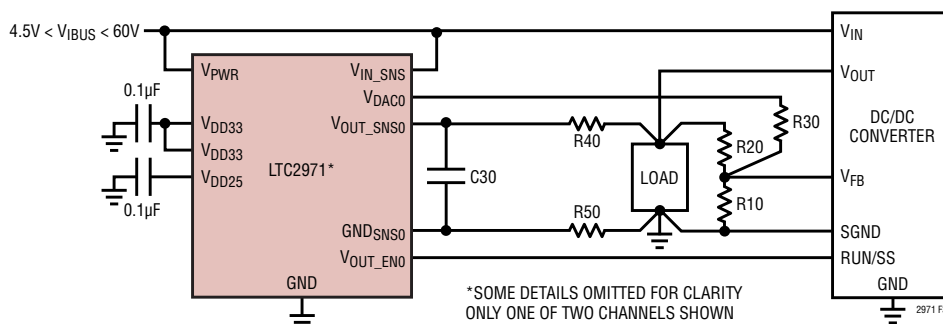 4.5V < VIBUS < 60V
VIN
VPWR
VIN_SNS
VOUT
0.1µF
VDAC0
DC/DC
CONVERTER
VDD33
VOUT_SNS0
R40
R20
R30
VDD33
LTC2971*
C30
LOAD
VFB
VDD25
R10
0.1µF
GNDSNS0
R50
SGND
VOUT_EN0
RUN/SS
GND
*SOME DETAILS OMITTED FOR CLARITY
ONLY ONE OF TWO CHANNELS SHOWN
GND